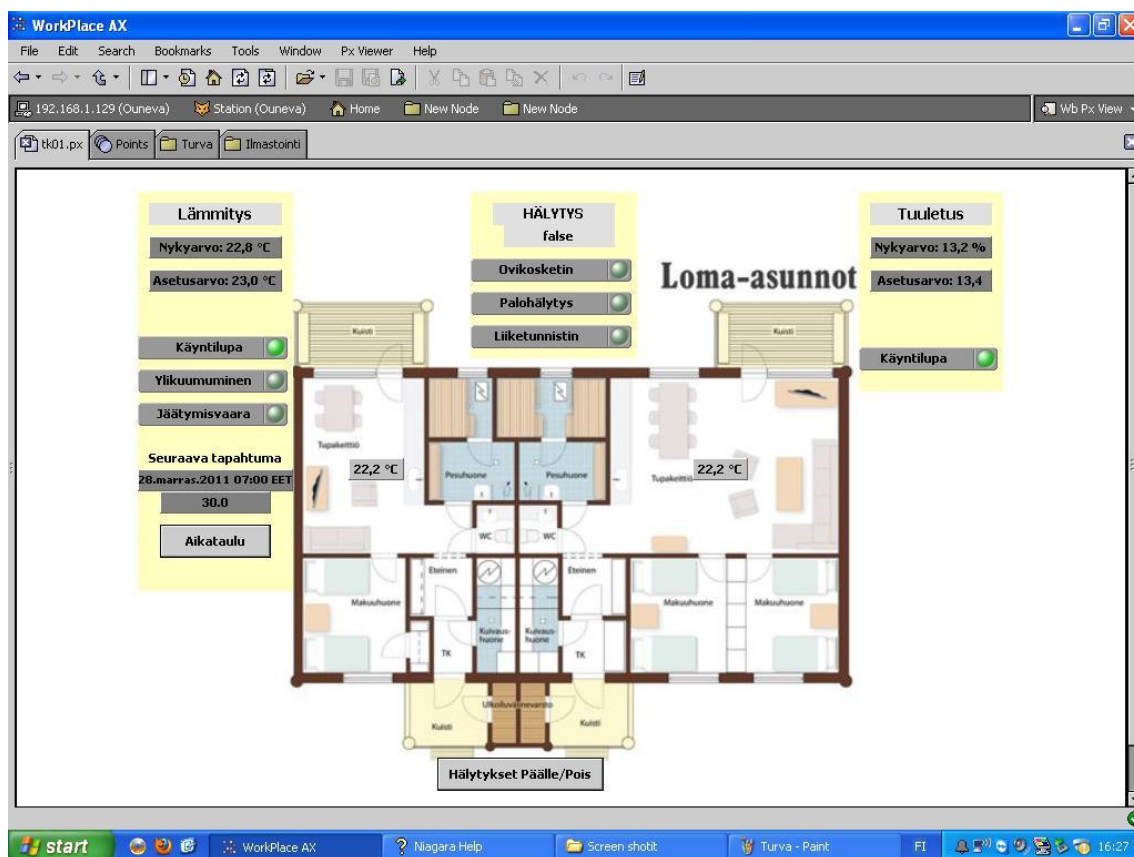 WorkPlace AX
File Edit Search Bookmarks Tools Window Px Viewer Help
192.168.1.129 (Ouneva) Station (Ouneva) Home New Node New Node Wb Px View
tk01.px Points Turva Ilmastointi
Lämmitys
Nykyarvo: 22,8 °C
Asetusarvo: 23,0 °C
Käyntilupa
Ylikuumuminen
Jäätymisvaara
Seuraava tapahtuma
28.marras.2011 07:00 EET
30.0
Aikataulu
HÄLYTYS
false
Ovikosketin
Palohälytys
Liiketunnistin
Loma-asunnot
Tuuletus
Nykyarvo: 13,2 %
Asetusarvo: 13,4
Käyntilupa
Kuisti
Kuisti
Tupakeittiö
22,2 °C
Pesuhuone
Pesuhuone
22,2 °C
Tupakeittiö
WC
WC
Eteinen
Eteinen
Makuuhuone
Kuivaus-
huone
Kuivaus-
huone
Makuuhuone
Makuuhuone
TK
TK
Kuisti
Ulkoiluvälinevarasto
Kuisti
Hälytykset Päälle/Pois
start WorkPlace AX Niagara Help Screen shotit Turva - Paint FI 16:27